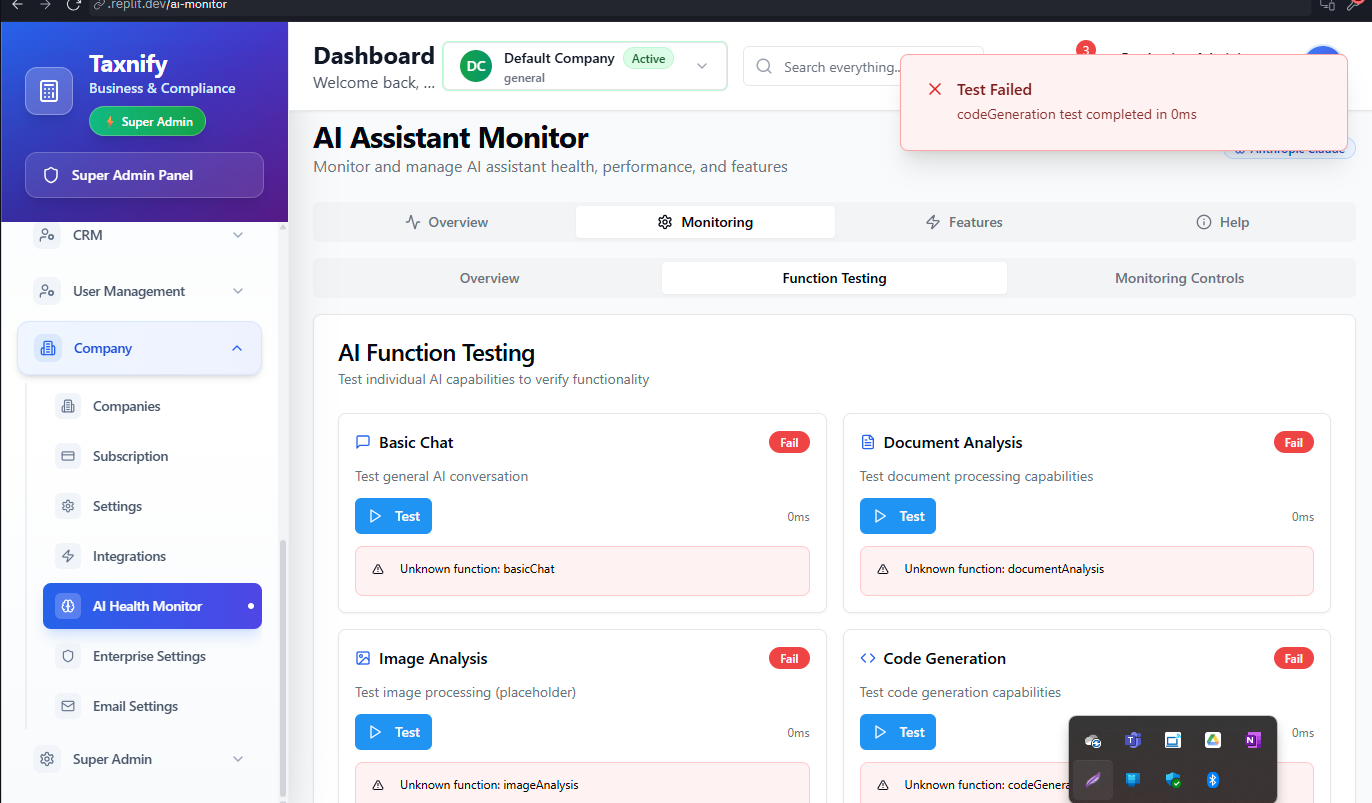 .replit.dev/ai-monitor
Taxnify
Business & Compliance
Super Admin
Super Admin Panel
CRM
User Management
Company
Companies
Subscription
Settings
Integrations
AI Health Monitor
Enterprise Settings
Email Settings
Super Admin
Dashboard
Welcome back, ...
DC
Default Company
Active
general
Search everything..
3
Test Failed
codeGeneration test completed in 0ms
AI Assistant Monitor
Monitor and manage AI assistant health, performance, and features
Anthropic Claude
Overview
Monitoring
Features
Help
Overview
Function Testing
Monitoring Controls
AI Function Testing
Test individual AI capabilities to verify functionality
Basic Chat
Fail
Test general AI conversation
Test
0ms
Unknown function: basicChat
Document Analysis
Fail
Test document processing capabilities
Test
0ms
Unknown function: documentAnalysis
Image Analysis
Fail
Test image processing (placeholder)
Test
0ms
Unknown function: imageAnalysis
Code Generation
Fail
Test code generation capabilities
Test
0ms
Unknown function: codeGenera